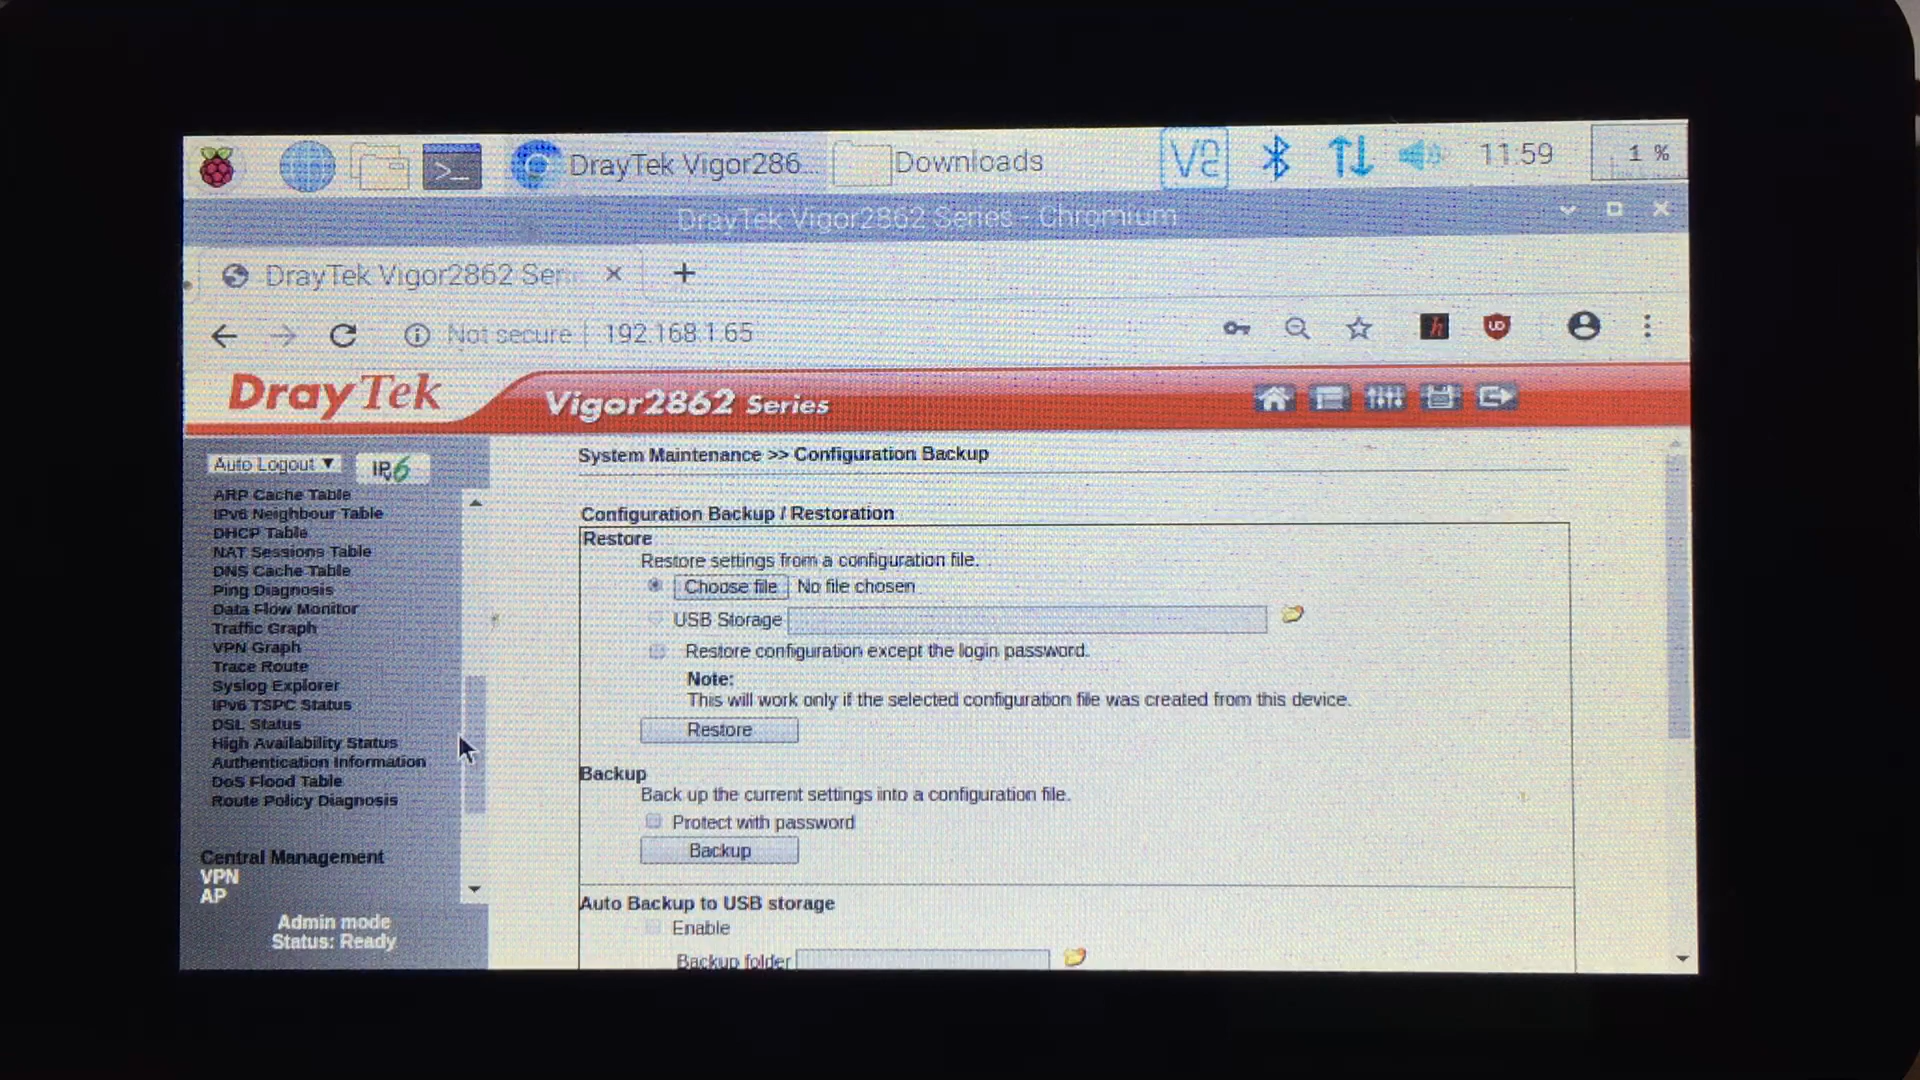 DrayTek Vigor286... Downloads V2 11:59 1 %
DrayTek Vigor2862 Series - Chromium
DrayTek Vigor2862 Seri
Not secure 192.168.1.65
DrayTek Vigor2862 Series
Auto Logout IPv6
ARP Cache Table
IPv6 Neighbour Table
DHCP Table
NAT Sessions Table
DNS Cache Table
Ping Diagnosis
Data Flow Monitor
Traffic Graph
VPN Graph
Trace Route
Syslog Explorer
IPv6 TSPC Status
DSL Status
High Availability Status
Authentication Information
DoS Flood Table
Route Policy Diagnosis
Central Management
VPN
AP
Admin mode
Status: Ready
System Maintenance >> Configuration Backup
Configuration Backup / Restoration
Restore
Restore settings from a configuration file.
Choose file No file chosen
USB Storage
Restore configuration except the login password.
Note:
This will work only if the selected configuration file was created from this device.
Restore
Backup
Back up the current settings into a configuration file.
Protect with password
Backup
Auto Backup to USB storage
Enable
Backup folder